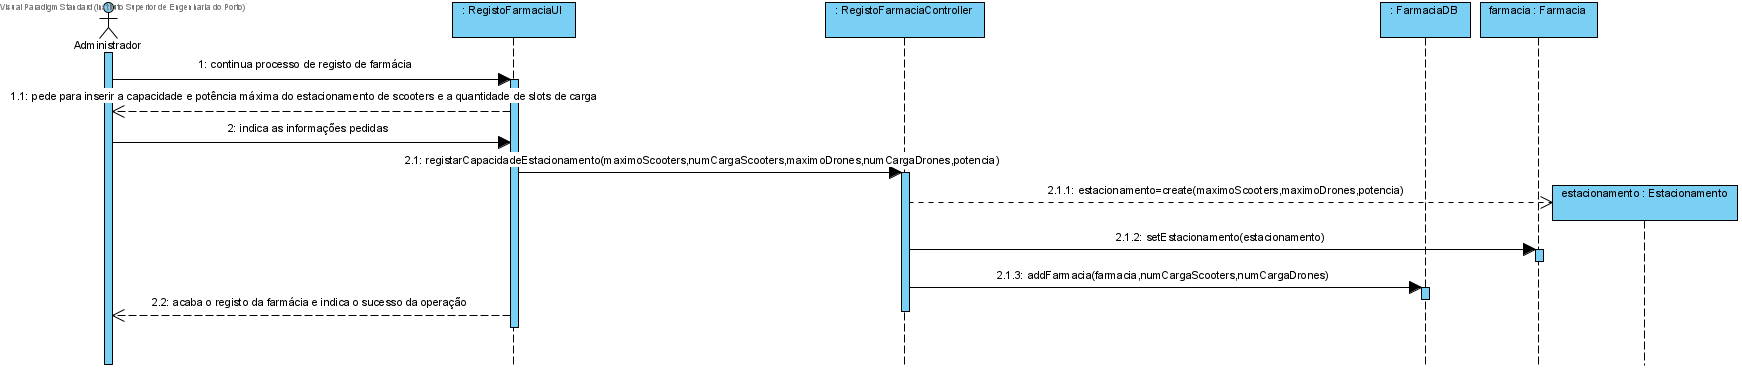 Visual Paradigm Standard (Instituto Superior de Engenharia do Porto)
: RegistoFarmaciaUI
: RegistoFarmaciaController
: FarmaciaDB
farmacia : Farmacia
Administrador
1: continua processo de registo de farmácia
1.1: pede para inserir a capacidade e potência máxima do estacionamento de scooters e a quantidade de slots de carga
2: indica as informações pedidas
2.1: registarCapacidadeEstacionamento(maximoScooters,numCargaScooters,maximoDrones,numCargaDrones,potencia)
2.1.1: estacionamento=create(maximoScooters,maximoDrones,potencia)
estacionamento : Estacionamento
2.1.2: setEstacionamento(estacionamento)
2.1.3: addFarmacia(farmacia,numCargaScooters,numCargaDrones)
2.2: acaba o registo da farmácia e indica o sucesso da operação